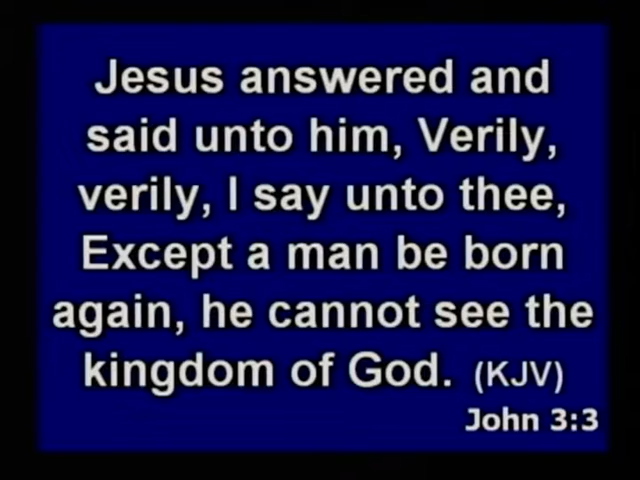 Jesus answered and
said unto him, Verily,
verily, I say unto thee,
Except a man be born
again, he cannot see the
kingdom of God. (KJV)
John 3:3